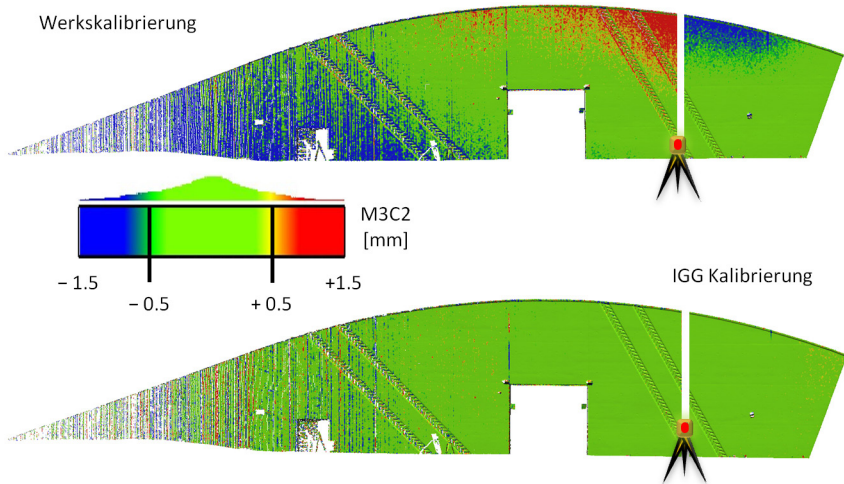 Werkskalibrierung
M3C2
[mm]
− 1.5
+1.5
− 0.5
+ 0.5
IGG Kalibrierung